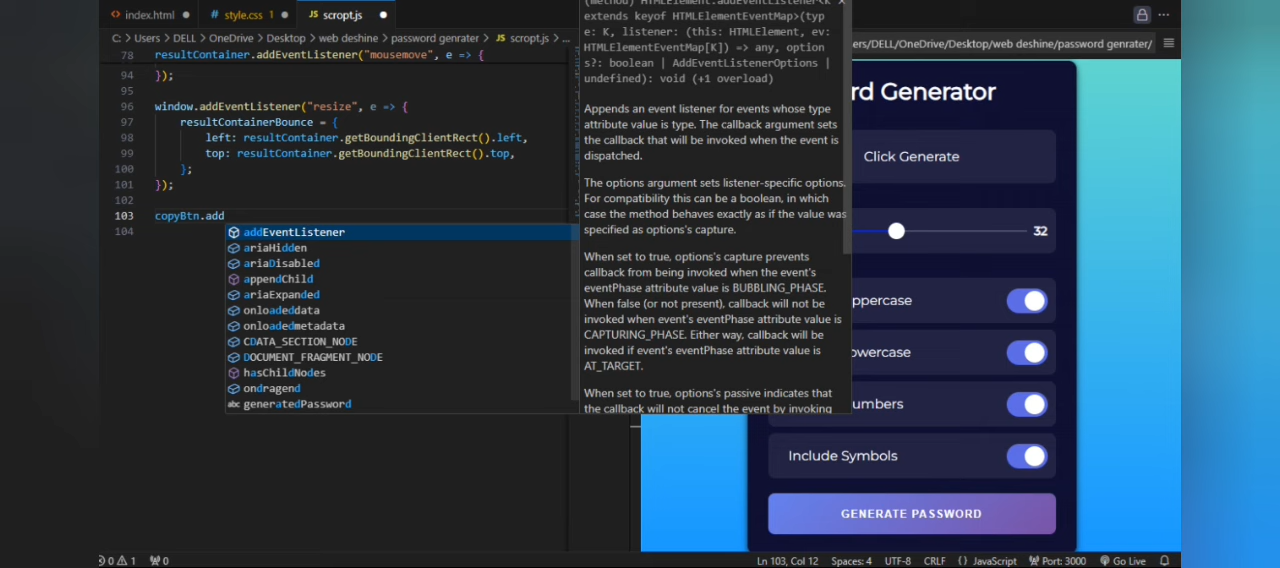 index.html
style.css 1
scropt.js
C: > Users > DELL > OneDrive > Desktop > web deshine > password genrater > JS scropt.js > ...
78 resultContainer.addEventListener("mousemove", e => {
94 });
95
96 window.addEventListener("resize", e => {
97 resultContainerBounce = {
98 left: resultContainer.getBoundingClientRect().left,
99 top: resultContainer.getBoundingClientRect().top,
100 };
101 });
102
103 copyBtn.add
104
addEventListener
ariaHidden
ariaDisabled
appendChild
ariaExpanded
onloadeddata
onloadedmetadata
CDATA_SECTION_NODE
DOCUMENT_FRAGMENT_NODE
hasChildNodes
ondragend
abc generatedPassword
(method) HTMLElement.addEventListener<K
extends keyof HTMLElementEventMap>(typ
e: K, listener: (this: HTMLElement, ev:
HTMLElementEventMap[K]) => any, option
s?: boolean | AddEventListenerOptions |
undefined): void (+1 overload)
Appends an event listener for events whose type
attribute value is type. The callback argument sets
the callback that will be invoked when the event is
dispatched.
The options argument sets listener-specific options.
For compatibility this can be a boolean, in which
case the method behaves exactly as if the value was
specified as options's capture.
When set to true, options's capture prevents
callback from being invoked when the event's
eventPhase attribute value is BUBBLING_PHASE.
When false (or not present), callback will not be
invoked when event's eventPhase attribute value is
CAPTURING_PHASE. Either way, callback will be
invoked if event's eventPhase attribute value is
AT_TARGET.
When set to true, options's passive indicates that
the callback will not cancel the event by invoking
ers/DELL/OneDrive/Desktop/web deshine/password genrater/
rd Generator
Click Generate
32
ppercase
owercase
umbers
Include Symbols
GENERATE PASSWORD
0 1 0
Ln 103, Col 12 Spaces: 4 UTF-8 CRLF {} JavaScript Port: 3000 Go Live